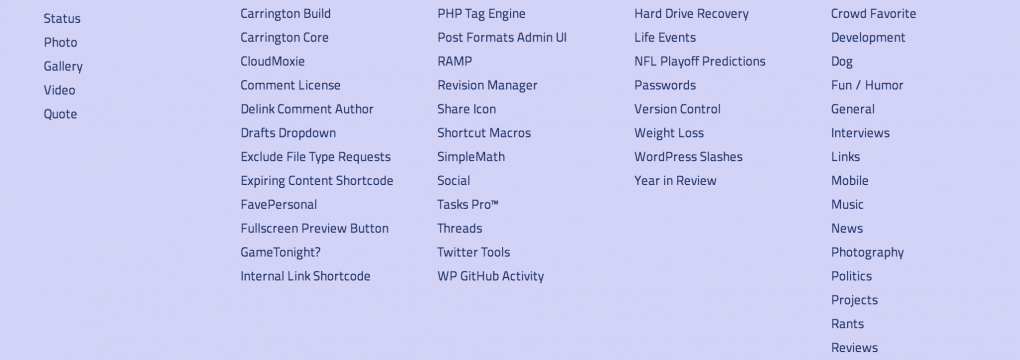 Status
Photo
Gallery
Video
Quote
Carrington Build
Carrington Core
CloudMoxie
Comment License
Delink Comment Author
Drafts Dropdown
Exclude File Type Requests
Expiring Content Shortcode
FavePersonal
Fullscreen Preview Button
GameTonight?
Internal Link Shortcode
PHP Tag Engine
Post Formats Admin UI
RAMP
Revision Manager
Share Icon
Shortcut Macros
SimpleMath
Social
Tasks Pro™
Threads
Twitter Tools
WP GitHub Activity
Hard Drive Recovery
Life Events
NFL Playoff Predictions
Passwords
Version Control
Weight Loss
WordPress Slashes
Year in Review
Crowd Favorite
Development
Dog
Fun / Humor
General
Interviews
Links
Mobile
Music
News
Photography
Politics
Projects
Rants
Reviews